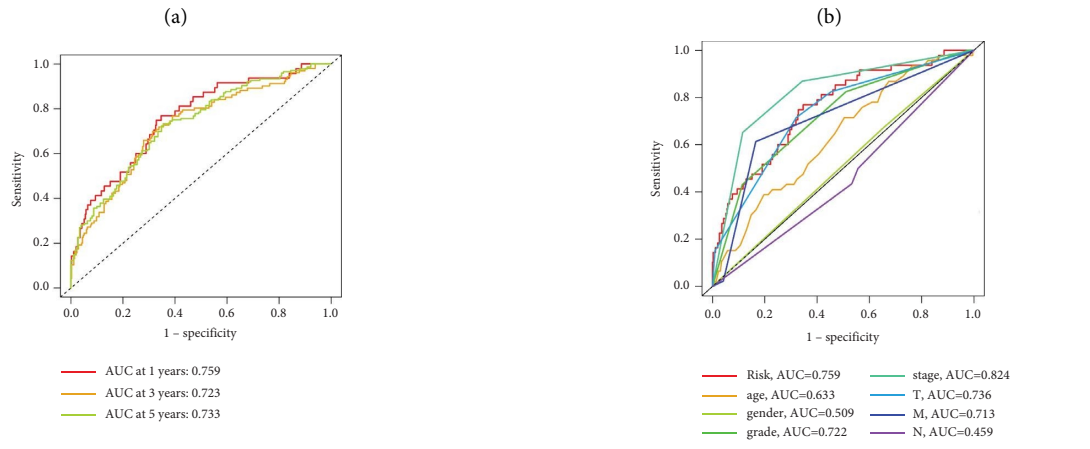 (a)
1.0
0.8
0.6
0.4
0.2
0.0
Sensitivity
0.0 0.2 0.4 0.6 0.8 1.0
1 – specificity
AUC at 1 years: 0.759
AUC at 3 years: 0.723
AUC at 5 years: 0.733
(b)
1.0
0.8
0.6
0.4
0.2
0.0
Sensitivity
0.0 0.2 0.4 0.6 0.8 1.0
1 – specificity
Risk, AUC=0.759
age, AUC=0.633
gender, AUC=0.509
grade, AUC=0.722
stage, AUC=0.824
T, AUC=0.736
M, AUC=0.713
N, AUC=0.459